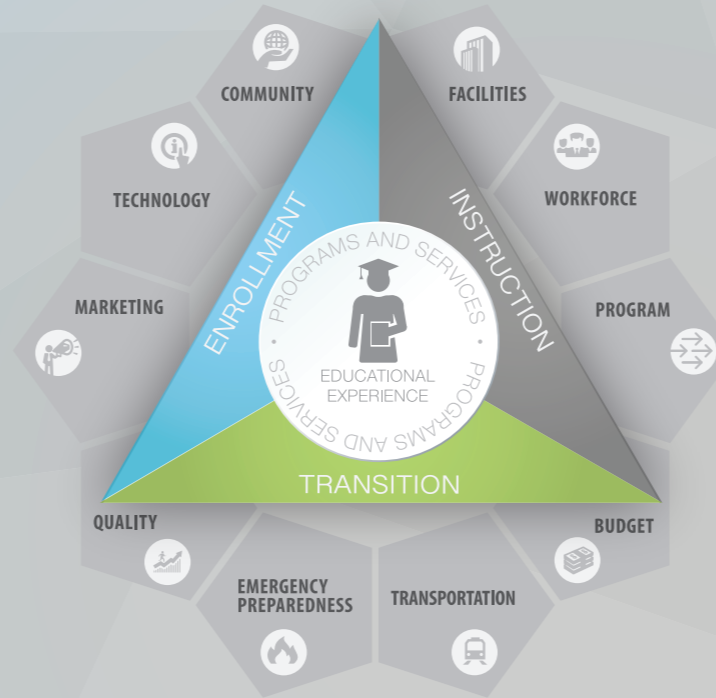 COMMUNITY
FACILITIES
TECHNOLOGY
WORKFORCE
ENROLLMENT
INSTRUCTION
PROGRAMS AND SERVICES
MARKETING
PROGRAM
EDUCATIONAL
EXPERIENCE
PROGRAMS AND SERVICES
TRANSITION
QUALITY
BUDGET
EMERGENCY
PREPAREDNESS
TRANSPORTATION